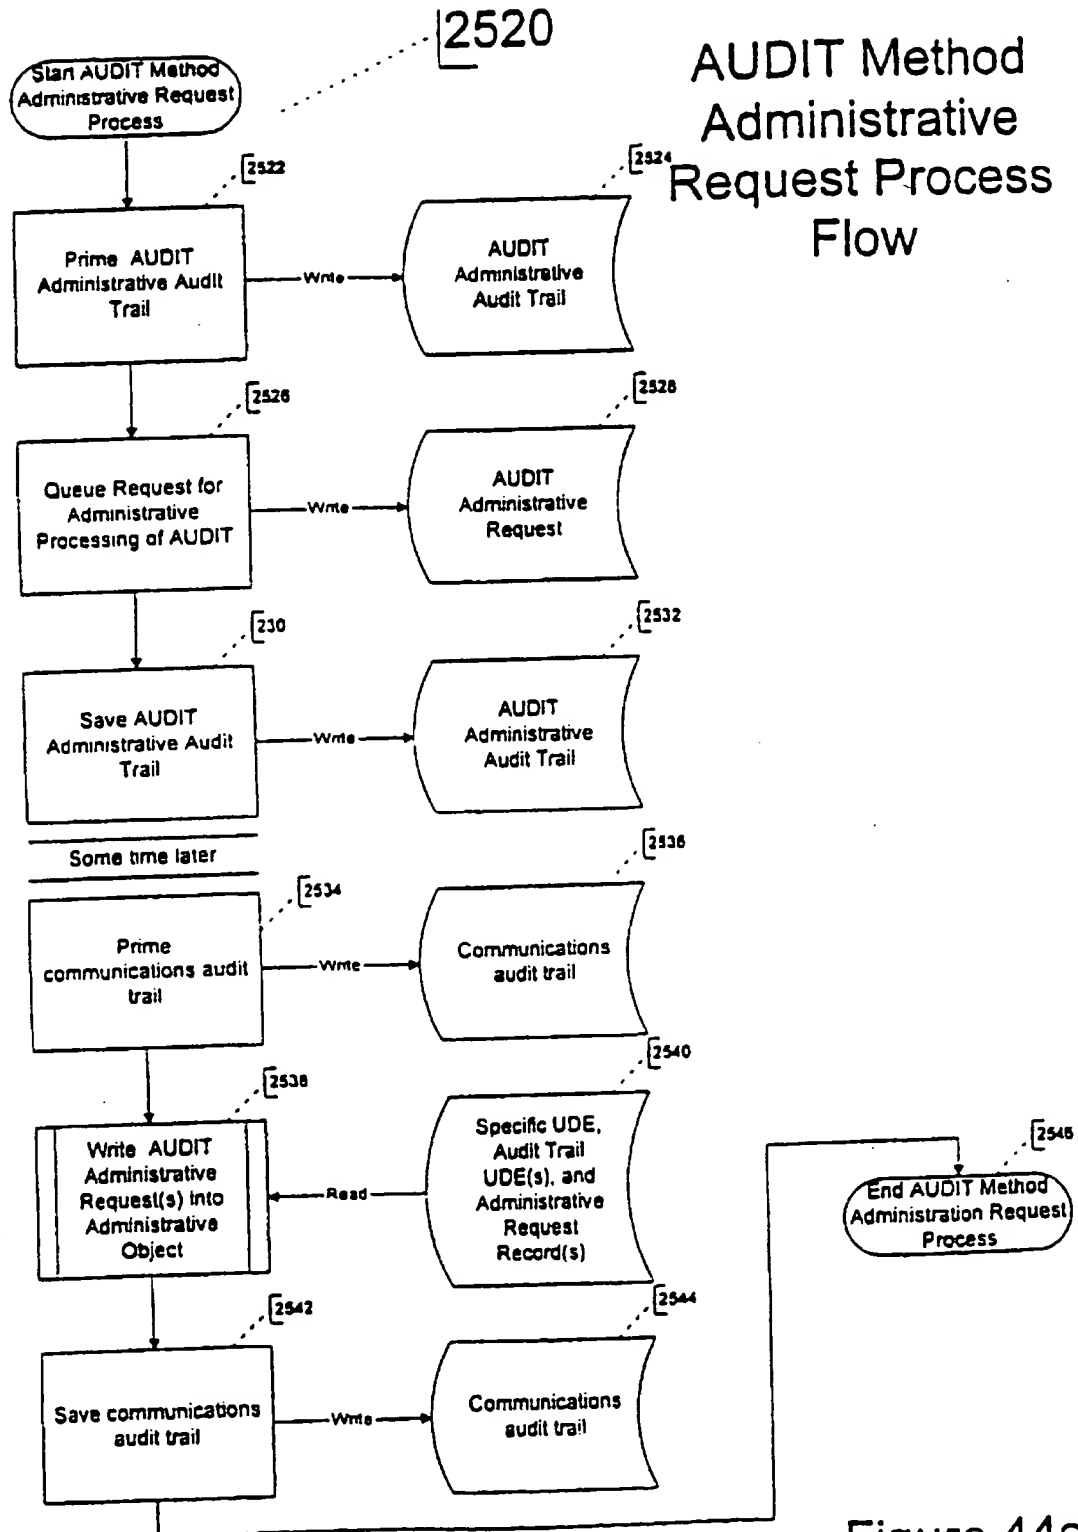 2520
AUDIT Method
Administrative
Request Process
Flow
Start AUDIT Method
Administrative Request
Process
2522
Prime AUDIT
Administrative Audit
Trail
Write
2524
AUDIT
Administrative
Audit Trail
2526
Queue Request for
Administrative
Processing of AUDIT
Write
2528
AUDIT
Administrative
Request
230
Save AUDIT
Administrative Audit
Trail
Write
2532
AUDIT
Administrative
Audit Trail
Some time later
2534
Prime
communications audit
trail
Write
2536
Communications
audit trail
2538
Write AUDIT
Administrative
Request(s) into
Administrative
Object
Read
2540
Specific UDE,
Audit Trail
UDE(s), and
Administrative
Request
Record(s)
2542
Save communications
audit trail
Write
2544
Communications
audit trail
2546
End AUDIT Method
Administration Request
Process
Figure 44a